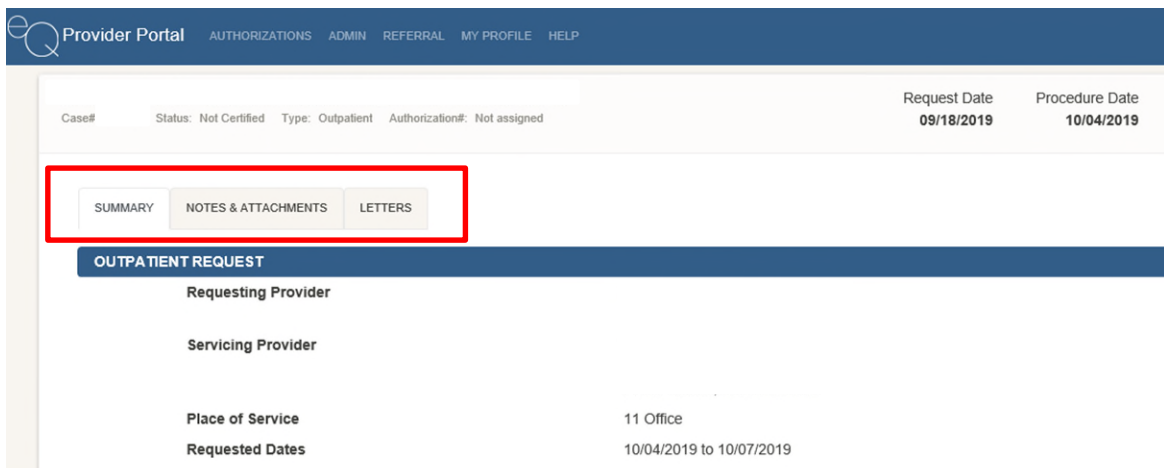 eQ Provider Portal AUTHORIZATIONS ADMIN REFERRAL MY PROFILE HELP
Request Date Procedure Date
Case# Status: Not Certified Type: Outpatient Authorization#: Not assigned 09/18/2019 10/04/2019
SUMMARY NOTES & ATTACHMENTS LETTERS
OUTPATIENT REQUEST
Requesting Provider
Servicing Provider
Place of Service 11 Office
Requested Dates 10/04/2019 to 10/07/2019